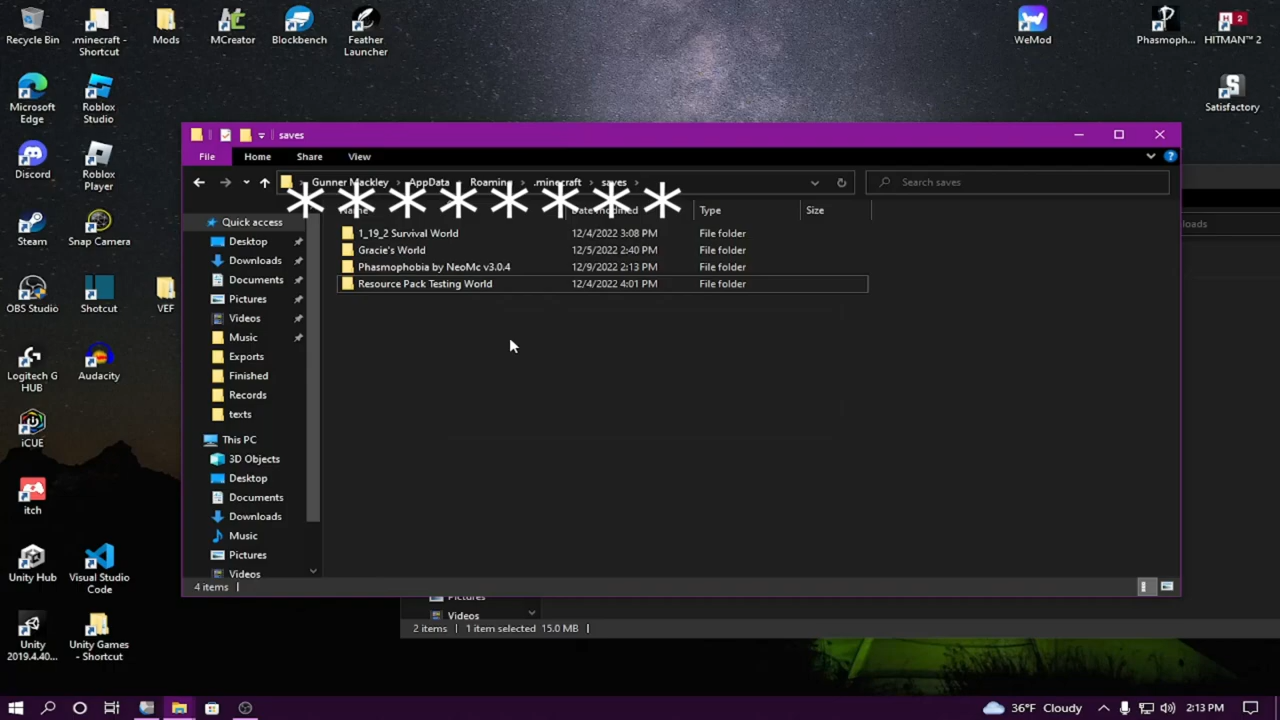 Recycle Bin
.minecraft - Shortcut
Mods
MCreator
Blockbench
Feather Launcher
WeMod
Phasmoph...
HITMAN™ 2
Microsoft Edge
Roblox Studio
Satisfactory
Discord
Roblox Player
Steam
Snap Camera
OBS Studio
Shotcut
VEF
Logitech G HUB
Audacity
iCUE
itch
Unity Hub
Visual Studio Code
Unity 2019.4.40...
Unity Games - Shortcut
saves
File
Home
Share
View
Gunner Mackley > AppData > Roaming > .minecraft > saves >
Search saves
********
Name
Date modified
Type
Size
1_19_2 Survival World 12/4/2022 3:08 PM File folder
Gracie's World 12/5/2022 2:40 PM File folder
Phasmophobia by NeoMc v3.0.4 12/9/2022 2:13 PM File folder
Resource Pack Testing World 12/4/2022 4:01 PM File folder
Quick access
Desktop
Downloads
Documents
Pictures
Videos
Music
Exports
Finished
Records
texts
This PC
3D Objects
Desktop
Documents
Downloads
Music
Pictures
Videos
4 items
loads
Pictures
Videos
2 items 1 item selected 15.0 MB
36°F Cloudy
2:13 PM